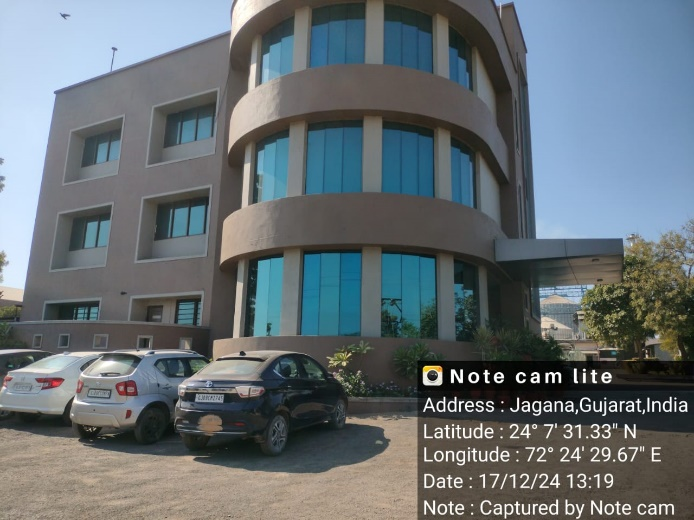 Note cam lite
Address : Jagana,Gujarat,India
Latitude : 24° 7' 31.33" N
Longitude : 72° 24' 29.67" E
Date : 17/12/24 13:19
Note : Captured by Note cam